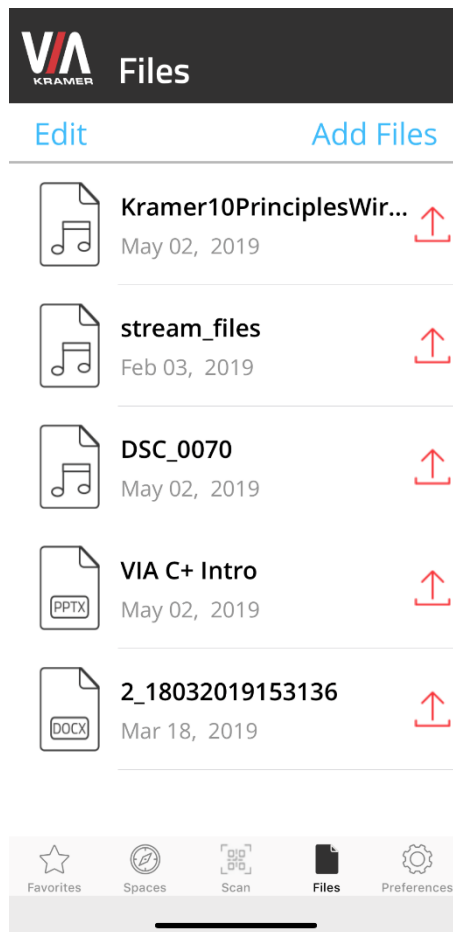 VIA
KRAMER
Files
Edit
Add Files
Kramer10PrinciplesWir...
May 02, 2019
stream_files
Feb 03, 2019
DSC_0070
May 02, 2019
VIA C+ Intro
PPTX
May 02, 2019
2_18032019153136
DOCX
Mar 18, 2019
Favorites
Spaces
Scan
Files
Preferences